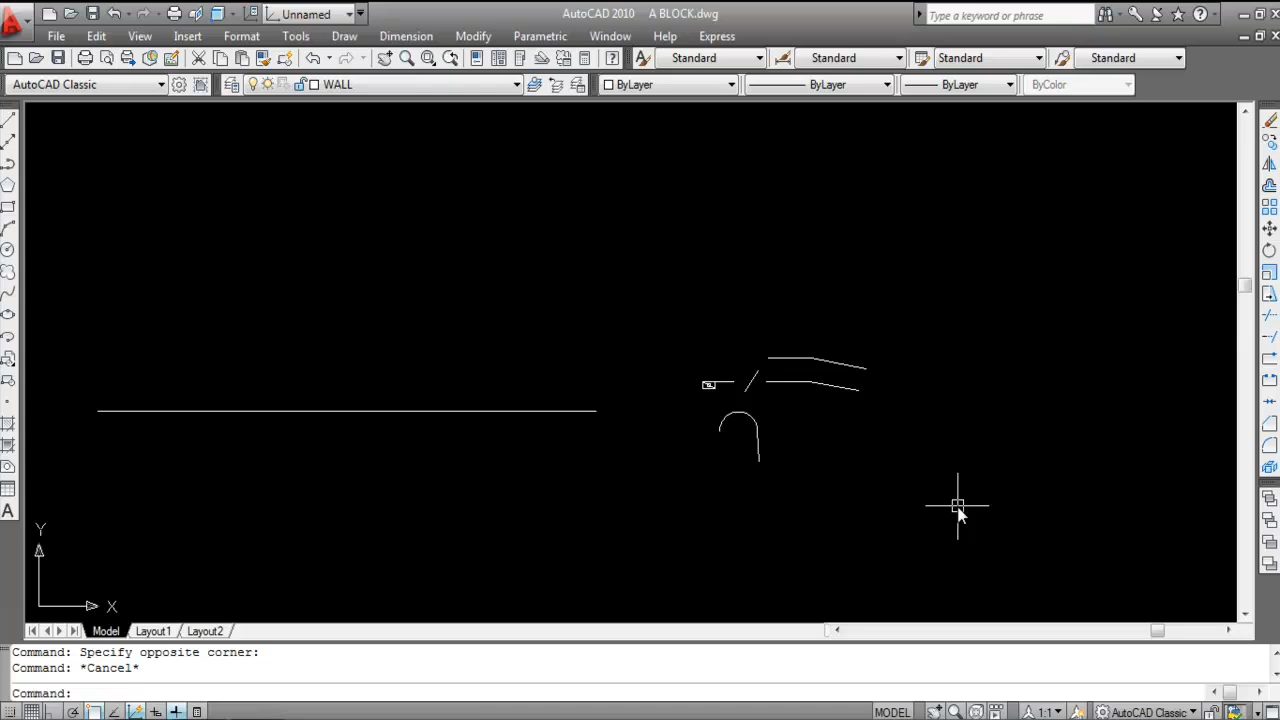 Unnamed AutoCAD 2010 A BLOCK.dwg Type a keyword or phrase
File Edit View Insert Format Tools Draw Dimension Modify Parametric Window Help Express
Standard Standard Standard Standard
AutoCAD Classic WALL ByLayer ByLayer ByLayer ByColor
Y
X
Model Layout1 Layout2
Command: Specify opposite corner:
Command: *Cancel*
Command:
MODEL 1:1 AutoCAD Classic